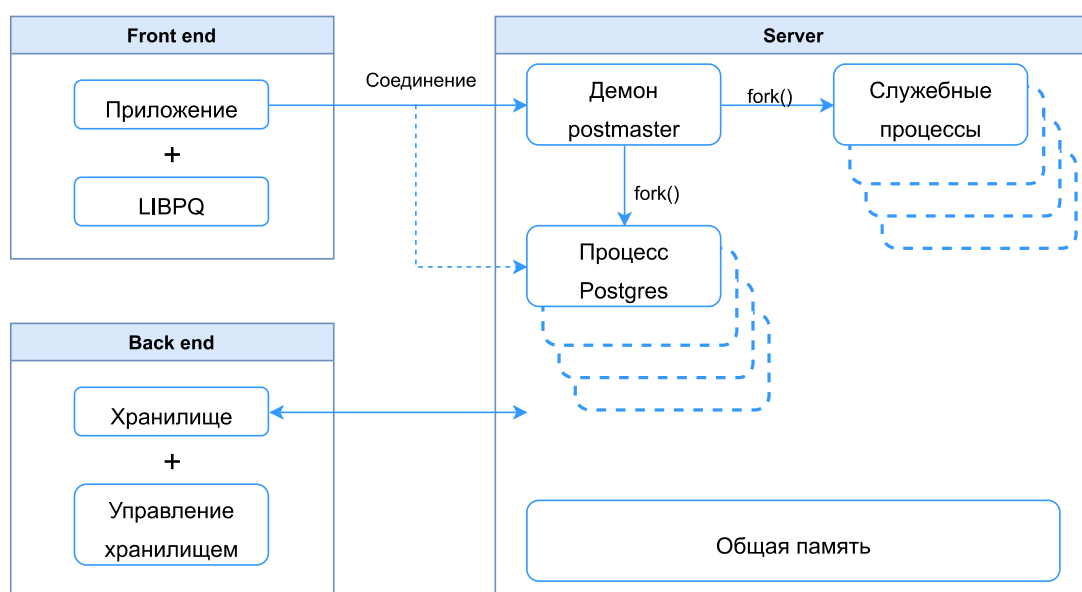 Front end
Приложение
+
LIBPQ
Соединение
Server
Демон
postmaster
fork()
Служебные
процессы
fork()
Процесс
Postgres
Back end
Хранилище
+
Управление
хранилищем
Общая память